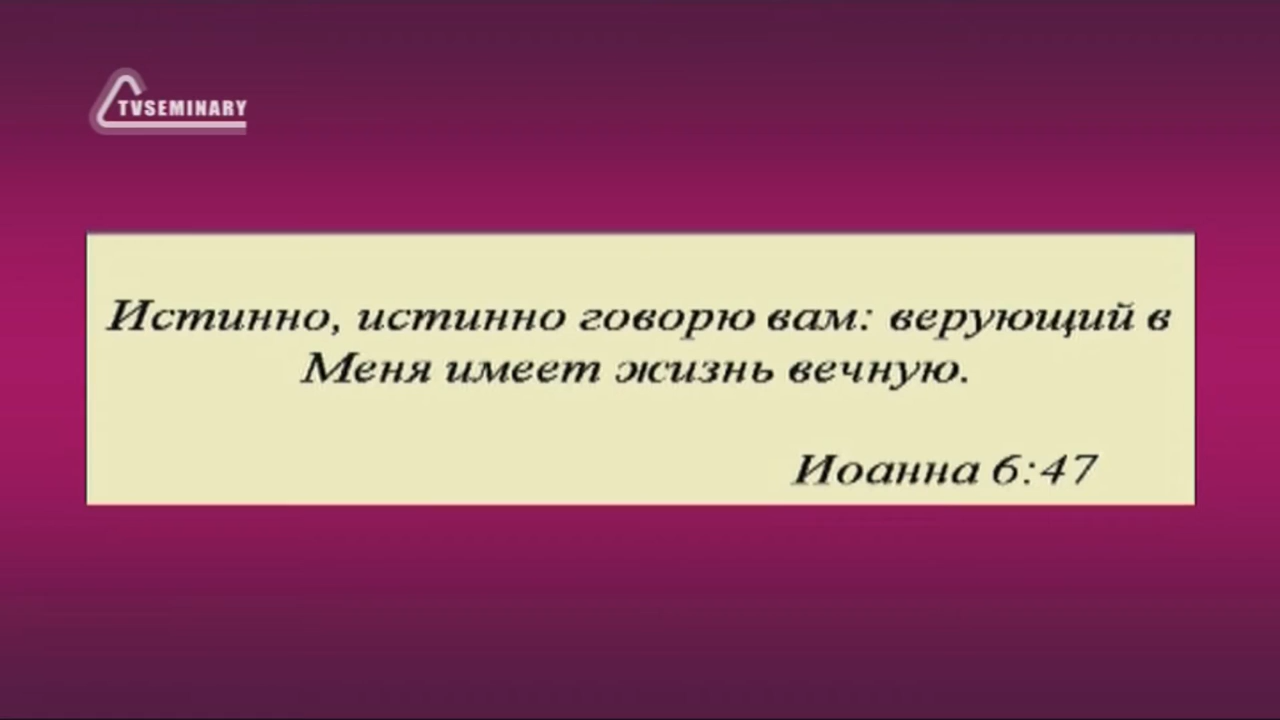 TVSEMINARY
Истинно, истинно говорю вам: верующий в
Меня имеет жизнь вечную.
Иоанна 6:47